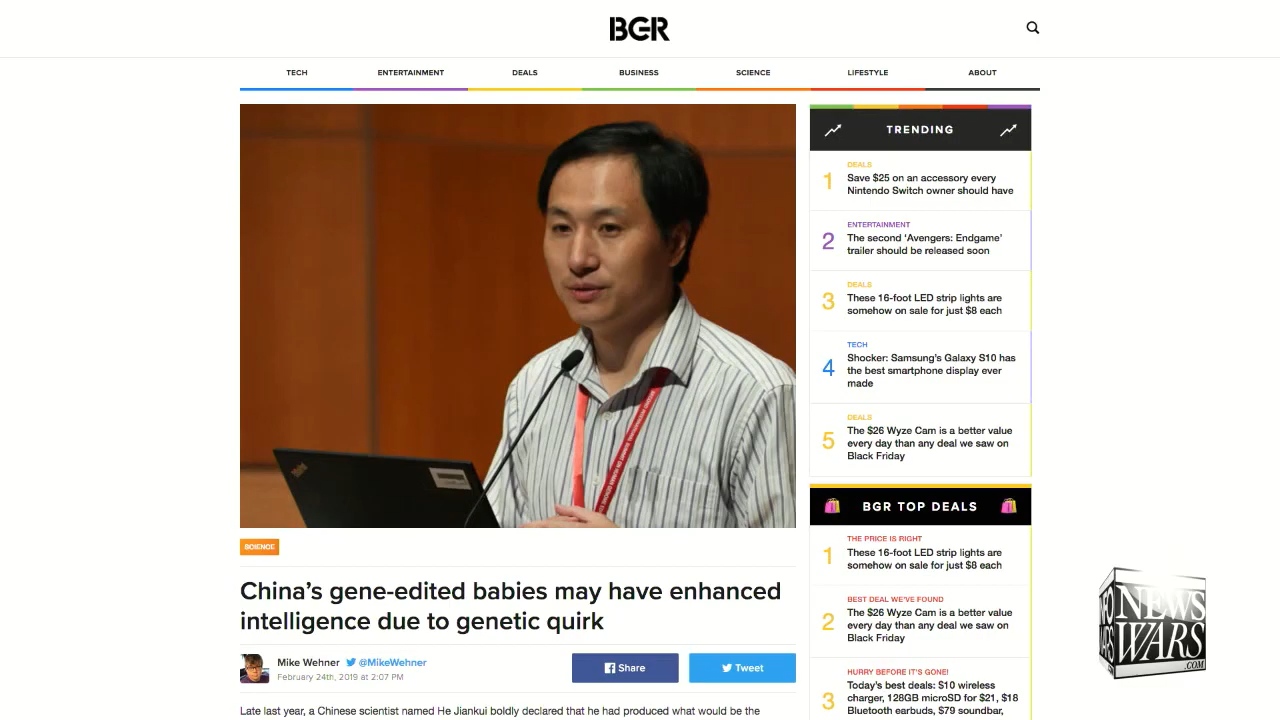 BGR
TECH
ENTERTAINMENT
DEALS
BUSINESS
SCIENCE
LIFESTYLE
ABOUT
SCIENCE
China's gene-edited babies may have enhanced
intelligence due to genetic quirk
Mike Wehner @MikeWehner
February 24th, 2019 at 2:07 PM
Share
Tweet
Late last year, a Chinese scientist named He Jiankui boldly declared that he had produced what would be the
TRENDING
1
DEALS
Save $25 on an accessory every
Nintendo Switch owner should have
2
ENTERTAINMENT
The second ‘Avengers: Endgame’
trailer should be released soon
3
DEALS
These 16-foot LED strip lights are
somehow on sale for just $8 each
4
TECH
Shocker: Samsung's Galaxy S10 has
the best smartphone display ever
made
5
DEALS
The $26 Wyze Cam is a better value
every day than any deal we saw on
Black Friday
BGR TOP DEALS
1
THE PRICE IS RIGHT
These 16-foot LED strip lights are
somehow on sale for just $8 each
2
BEST DEAL WE'VE FOUND
The $26 Wyze Cam is a better value
every day than any deal we saw on
Black Friday
3
HURRY BEFORE IT'S GONE!
Today's best deals: $10 wireless
charger, 128GB microSD for $21, $18
Bluetooth earbuds, $79 soundbar,
INFO
WARS
NEWS
WARS
.COM